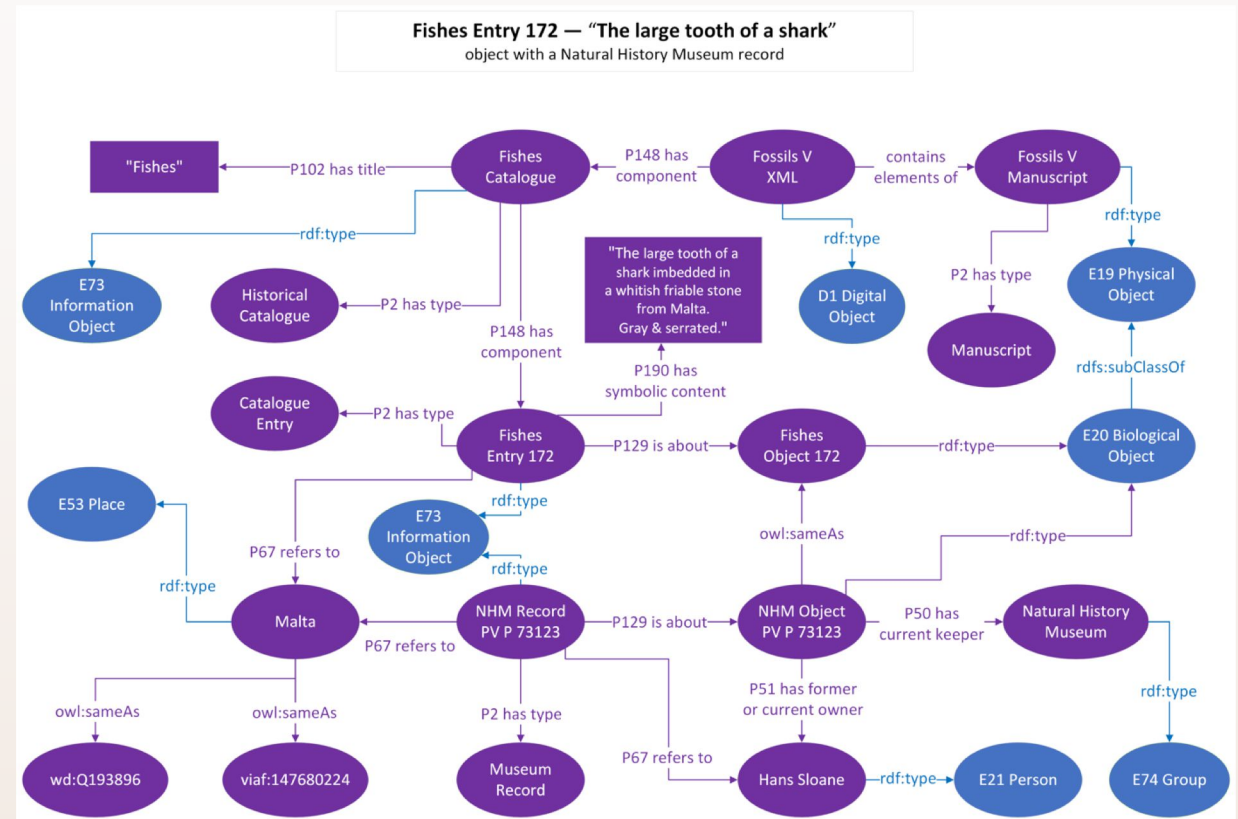 Fishes Entry 172 — “The large tooth of a shark”
object with a Natural History Museum record
"Fishes"
P102 has title
Fishes
Catalogue
P148 has
component
Fossils V
XML
contains
elements of
Fossils V
Manuscript
rdf:type
rdf:type
rdf:type
E73
Information
Object
Historical
Catalogue
P2 has type
"The large tooth of a
shark imbedded in
a whitish friable stone
from Malta.
Gray & serrated."
D1 Digital
Object
P2 has type
E19 Physical
Object
P148 has
component
Manuscript
P190 has
symbolic content
rdfs:subClassOf
Catalogue
Entry
P2 has type
Fishes
Entry 172
P129 is about
Fishes
Object 172
rdf:type
E20 Biological
Object
E53 Place
rdf:type
E73
Information
Object
P67 refers to
owl:sameAs
rdf:type
rdf:type
rdf:type
Malta
P67 refers to
NHM Record
PV P 73123
P129 is about
NHM Object
PV P 73123
P50 has
current keeper
Natural History
Museum
owl:sameAs
owl:sameAs
P2 has type
P51 has former
or current owner
rdf:type
P67 refers to
wd:Q193896
viaf:147680224
Museum
Record
Hans Sloane
rdf:type
E21 Person
E74 Group